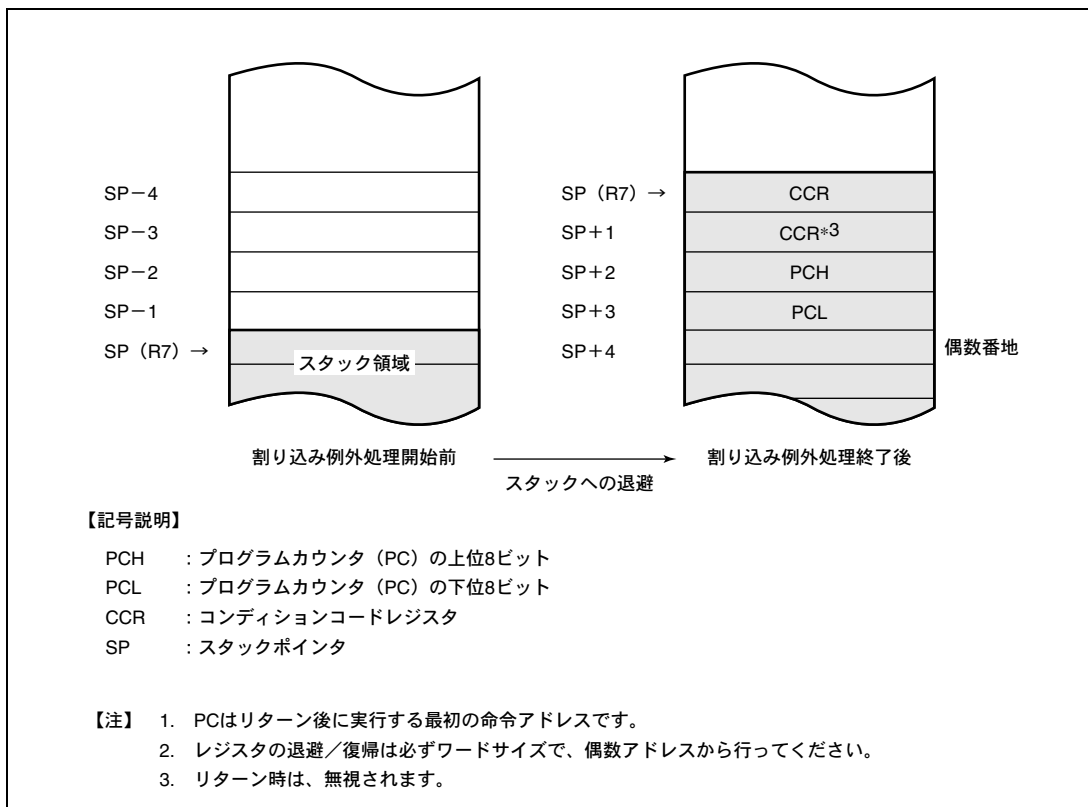 SP－4
SP－3
SP－2
SP－1
SP（R7）→
スタック領域
SP（R7）→
SP＋1
SP＋2
SP＋3
SP＋4
CCR
CCR*3
PCH
PCL
偶数番地
割り込み例外処理開始前
スタックへの退避
割り込み例外処理終了後
【記号説明】
PCH ：プログラムカウンタ（PC）の上位8ビット
PCL ：プログラムカウンタ（PC）の下位8ビット
CCR ：コンディションコードレジスタ
SP ：スタックポインタ
【注】 1. PCはリターン後に実行する最初の命令アドレスです。
2. レジスタの退避／復帰は必ずワードサイズで、偶数アドレスから行ってください。
3. リターン時は、無視されます。